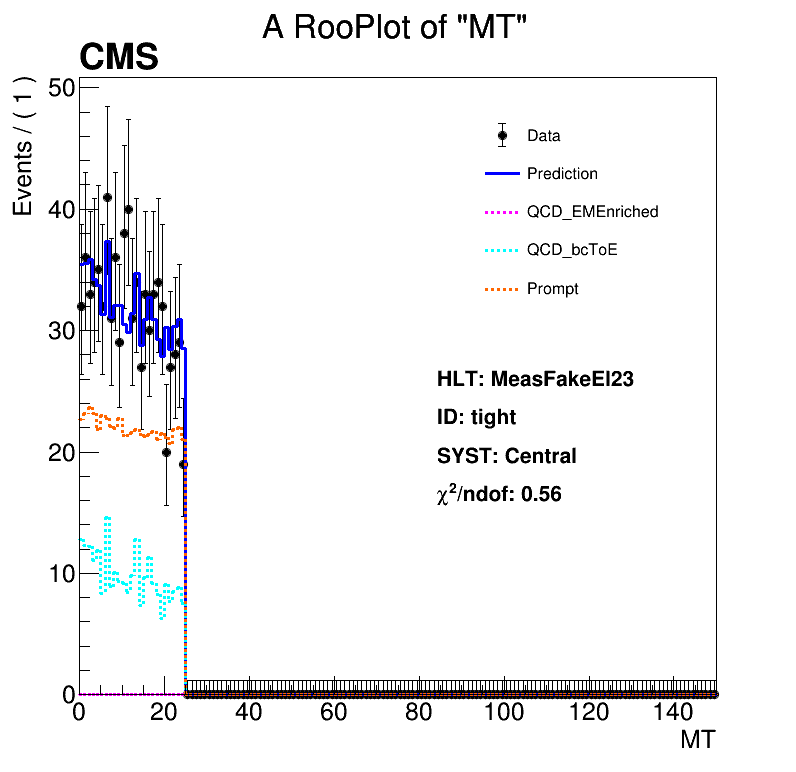 A RooPlot of "MT"
CMS
Events / ( 1 )
50
40
30
20
10
0
Data
Prediction
QCD_EMEnriched
QCD_bcToE
Prompt
HLT: MeasFakeEl23
ID: tight
SYST: Central
χ²/ndof: 0.56
0 20 40 60 80 100 120 140
MT